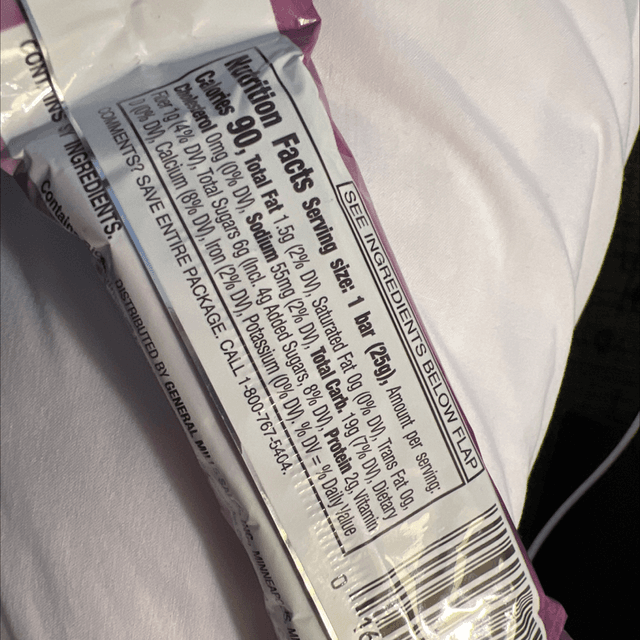 SEE INGREDIENTS BELOW FLAP
Nutrition Facts Serving size: 1 bar (25g), Amount per serving:
Calories 90, Total Fat 1.5g (2% DV), Saturated Fat 0g (0% DV), Trans Fat 0g,
Cholesterol 0mg (0% DV), Sodium 55mg (2% DV), Total Carb. 19g (7% DV), Dietary
Fiber 1g (4% DV), Total Sugars 6g (Incl. 4g Added Sugars, 8% DV), Protein 2g, Vitamin
D (0% DV), Calcium (8% DV), Iron (2% DV), Potassium (0% DV). % DV = % Daily Value
COMMENTS? SAVE ENTIRE PACKAGE. CALL 1-800-767-5404.
INGREDIENTS.
DISTRIBUTED BY GENERAL
0